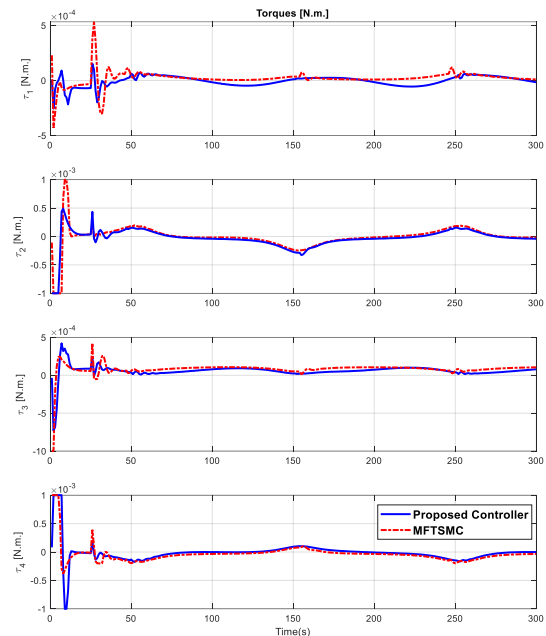 Torques [N.m.]
×10⁻⁴
5
0
-5
τ₁ [N.m.]
0 50 100 150 200 250 300
×10⁻³
1
0.5
0
-0.5
-1
τ₂ [N.m.]
0 50 100 150 200 250 300
×10⁻⁴
5
0
-5
-10
τ₃ [N.m.]
0 50 100 150 200 250 300
×10⁻³
1
0.5
0
-0.5
-1
τ₄ [N.m.]
Proposed Controller
MFTSMC
0 50 100 150 200 250 300
Time(s)